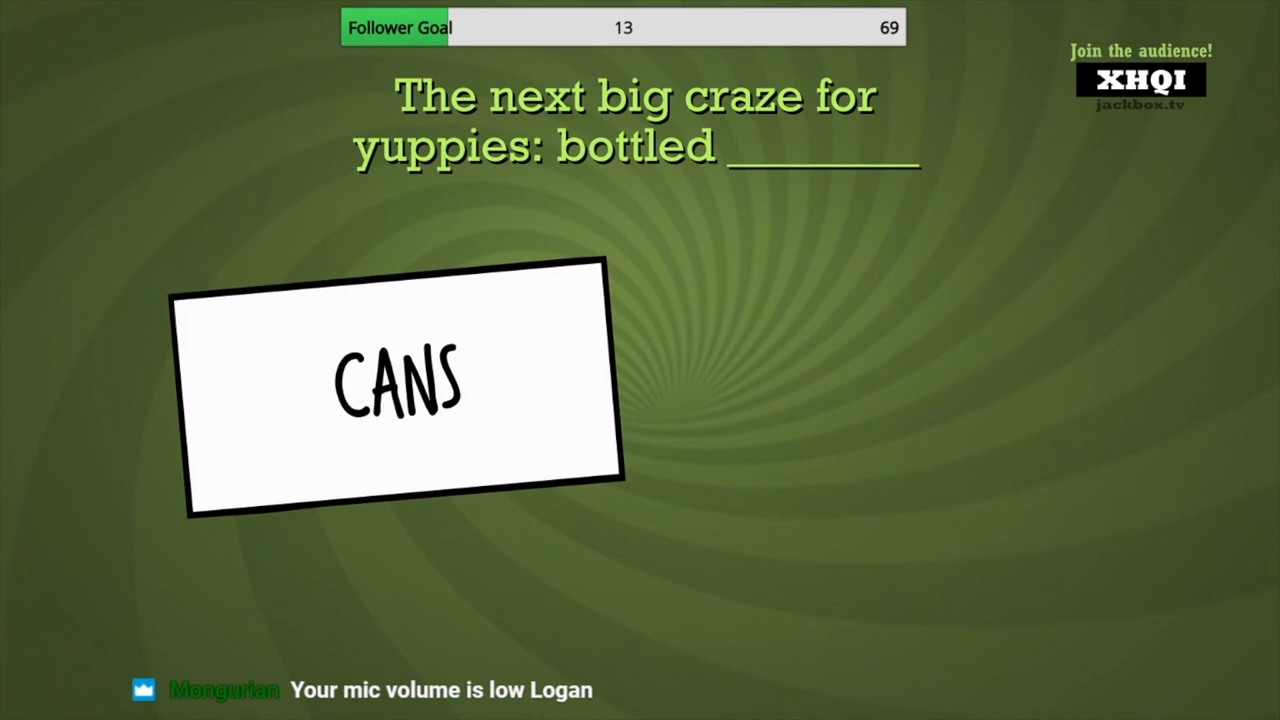 Follower Goal 13 69
Join the audience!
XHQI
jackbox.tv
The next big craze for
yuppies: bottled ________
CANS
Mongurian Your mic volume is low Logan